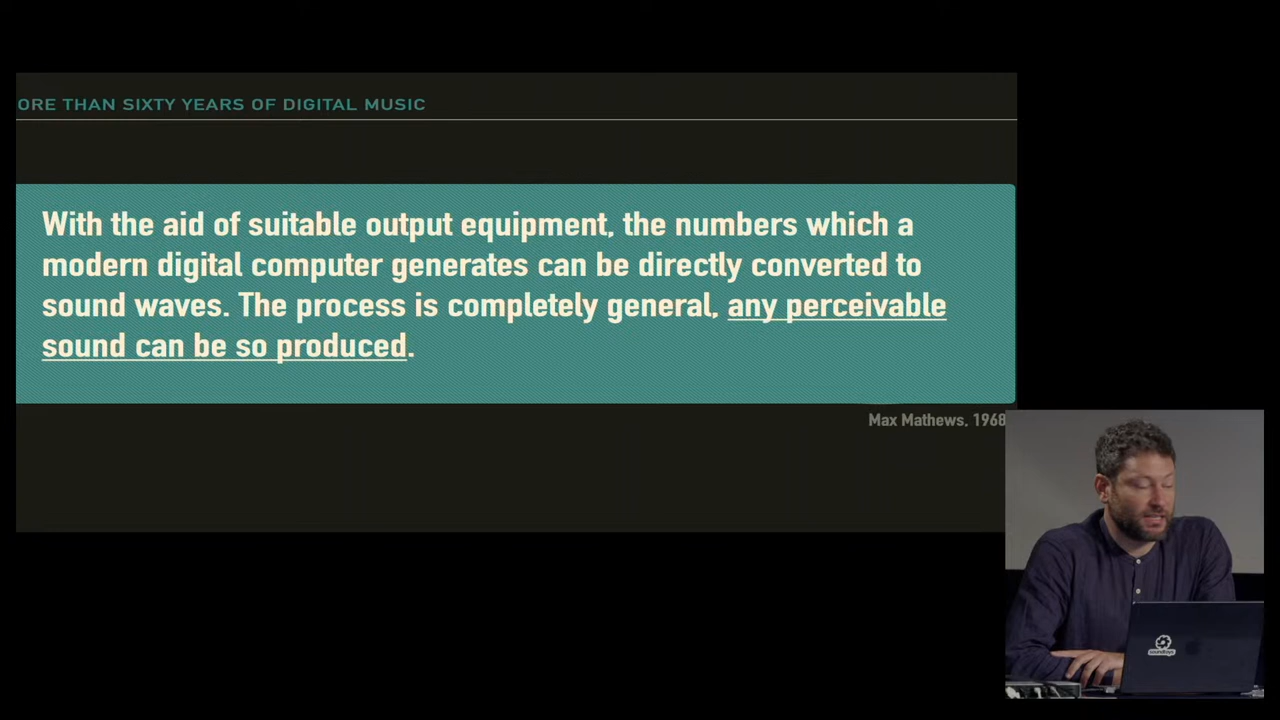 ORE THAN SIXTY YEARS OF DIGITAL MUSIC
With the aid of suitable output equipment, the numbers which a
modern digital computer generates can be directly converted to
sound waves. The process is completely general, any perceivable
sound can be so produced.
Max Mathews, 1968
soundtoys